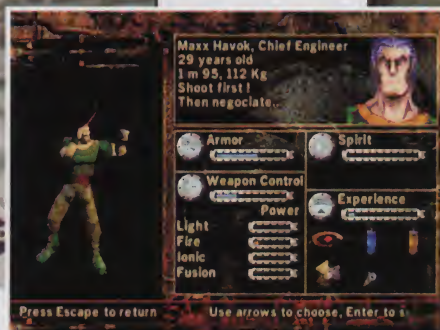 Maxx Havok, Chief Engineer
29 years old
1 m 95, 112 Kg
Shoot first !
Then negociate...
Armor
Spirit
Weapon Control
Power
Experience
Light
Fire
Ionic
Fusion
Press Escape to return
Use arrows to choose, Enter to s